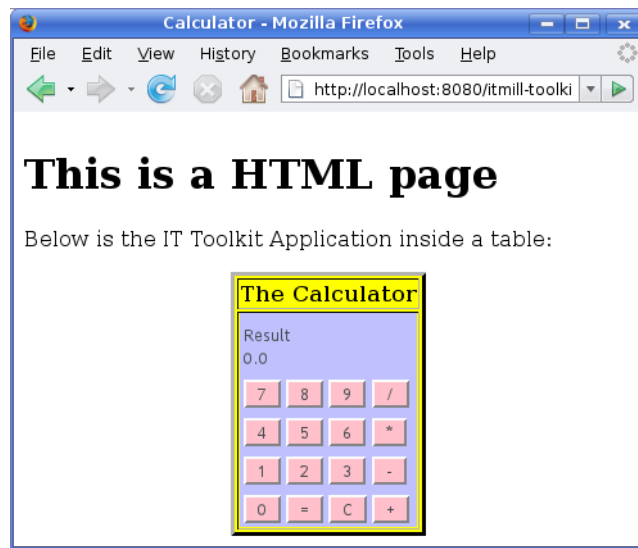 Calculator - Mozilla Firefox
File Edit View History Bookmarks Tools Help
http://localhost:8080/itmill-toolki
This is a HTML page
Below is the IT Toolkit Application inside a table:
The Calculator
Result
0.0
7 8 9 /
4 5 6 *
1 2 3 -
0 = C +